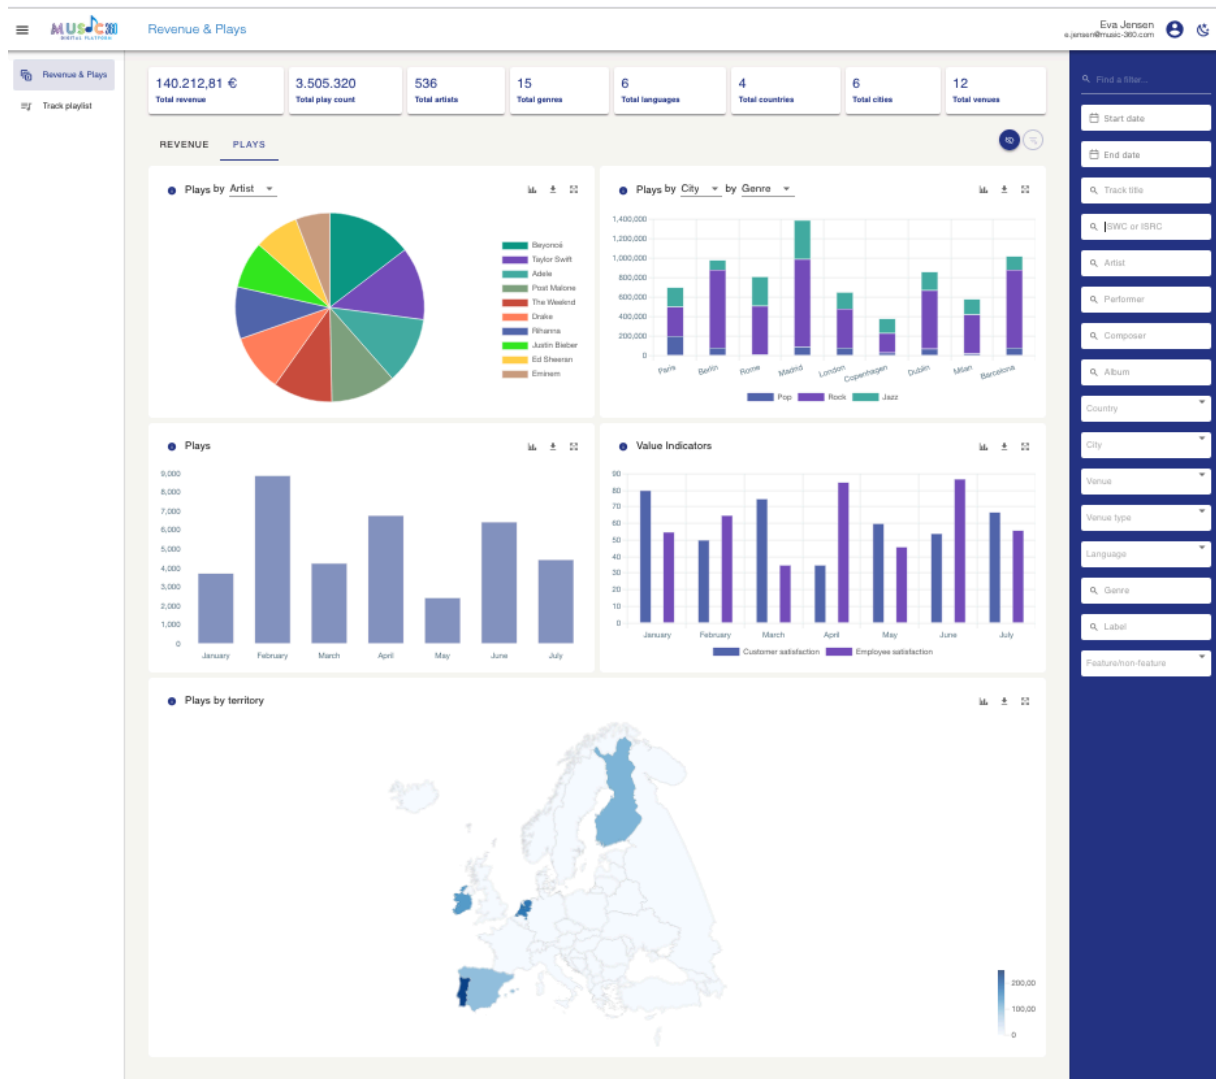 MUSIC360
DIGITAL PLATFORM
Revenue & Plays
Eva Jensen
e.jensen@music-360.com
Revenue & Plays
Track playlist
140.212,81 €
Total revenue
3.505.320
Total play count
536
Total artists
15
Total genres
6
Total languages
4
Total countries
6
Total cities
12
Total venues
REVENUE
PLAYS
Plays by Artist
Beyoncé
Taylor Swift
Adele
Post Malone
The Weeknd
Drake
Rihanna
Justin Bieber
Ed Sheeran
Eminem
Plays by City by Genre
1,400,000
1,200,000
1,000,000
800,000
600,000
400,000
200,000
0
Paris Berlin Rome Madrid London Copenhagen Dublin Milan Barcelona
Pop Rock Jazz
Plays
9,000
8,000
7,000
6,000
5,000
4,000
3,000
2,000
1,000
0
January February March April May June July
Value Indicators
90
80
70
60
50
40
30
20
10
0
January February March April May June July
Customer satisfaction Employee satisfaction
Plays by territory
200,00
100,00
0
Find a filter...
Start date
End date
Track title
ISWC or ISRC
Artist
Performer
Composer
Album
Country
City
Venue
Venue type
Language
Genre
Label
Feature/non-feature